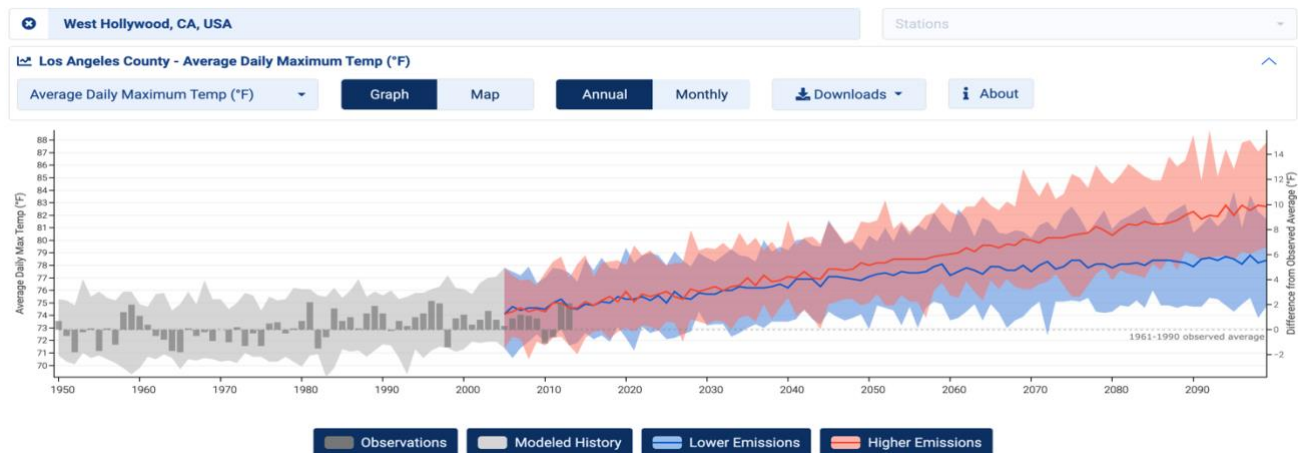 West Hollywood, CA, USA
Stations
Los Angeles County - Average Daily Maximum Temp (°F)
Average Daily Maximum Temp (°F)
Graph
Map
Annual
Monthly
Downloads
i About
Average Daily Max Temp (°F)
88
87
86
85
84
83
82
81
80
79
78
77
76
75
74
73
72
71
70
14
12
10
8
6
4
2
0
-2
Difference from Observed Average (°F)
1961-1990 observed average
1950 1960 1970 1980 1990 2000 2010 2020 2030 2040 2050 2060 2070 2080 2090
Observations
Modeled History
Lower Emissions
Higher Emissions